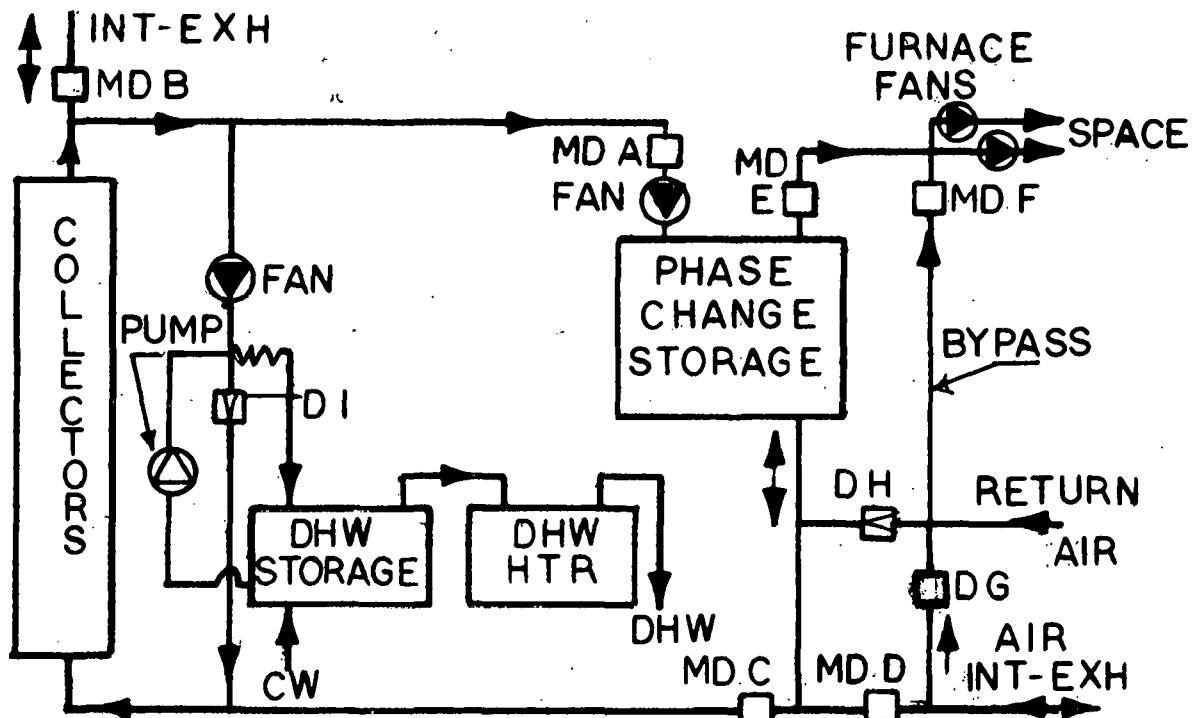 INT-EXH
MD B
FURNACE
FANS
SPACE
MD A
MD
E
FAN
MD F
COLLECTORS
PHASE
CHANGE
STORAGE
FAN
PUMP
BYPASS
D I
D H
RETURN
AIR
DHW
STORAGE
DHW
HTR
D G
DHW
AIR
INT-EXH
CW
MD C
MD D